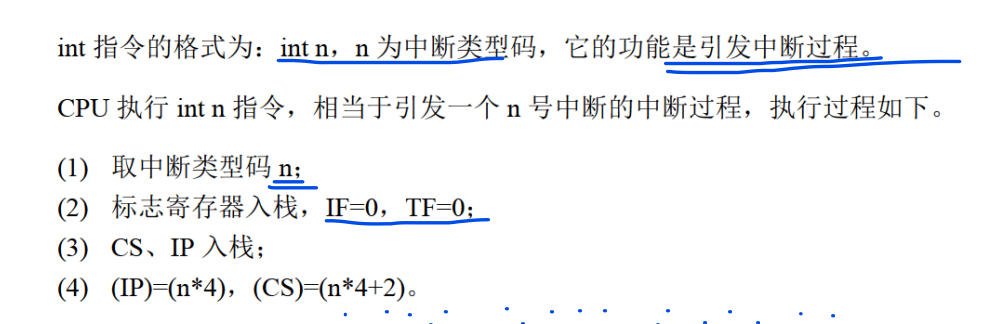 int 指令的格式为：int n，n 为中断类型码，它的功能是引发中断过程。
CPU 执行 int n 指令，相当于引发一个 n 号中断的中断过程，执行过程如下。
(1) 取中断类型码 n；
(2) 标志寄存器入栈，IF=0，TF=0；
(3) CS、IP 入栈；
(4) (IP)=(n*4)，(CS)=(n*4+2)。